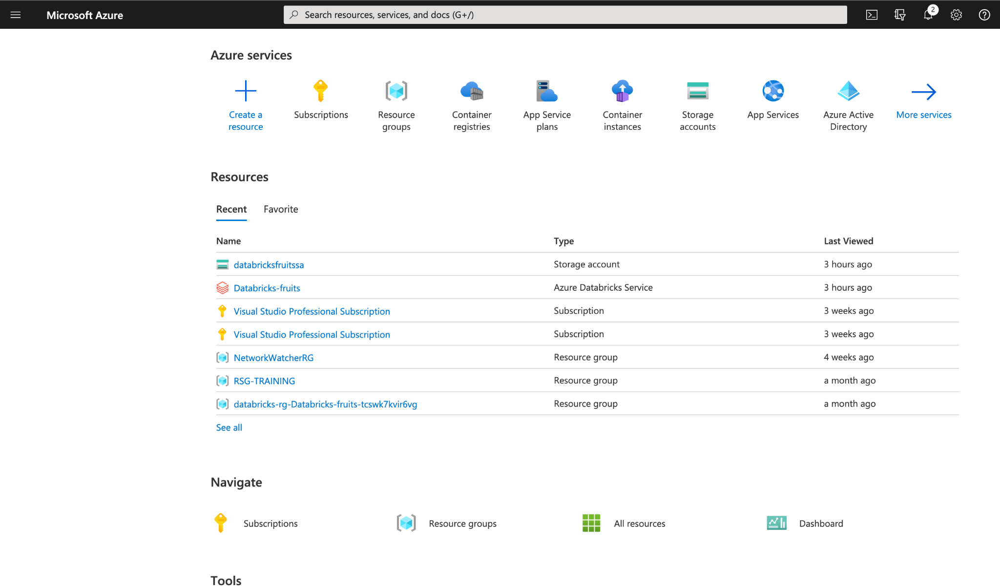 Microsoft Azure
Search resources, services, and docs (G+/)
2
Azure services
Create a
resource
Subscriptions
Resource
groups
Container
registries
App Service
plans
Container
instances
Storage
accounts
App Services
Azure Active
Directory
More services
Resources
Recent Favorite
Name Type Last Viewed
databricksfruitssa Storage account 3 hours ago
Databricks-fruits Azure Databricks Service 3 hours ago
Visual Studio Professional Subscription Subscription 3 weeks ago
Visual Studio Professional Subscription Subscription 3 weeks ago
NetworkWatcherRG Resource group 4 weeks ago
RSG-TRAINING Resource group a month ago
databricks-rg-Databricks-fruits-tcswk7kvir6vg Resource group a month ago
See all
Navigate
Subscriptions Resource groups All resources Dashboard
Tools